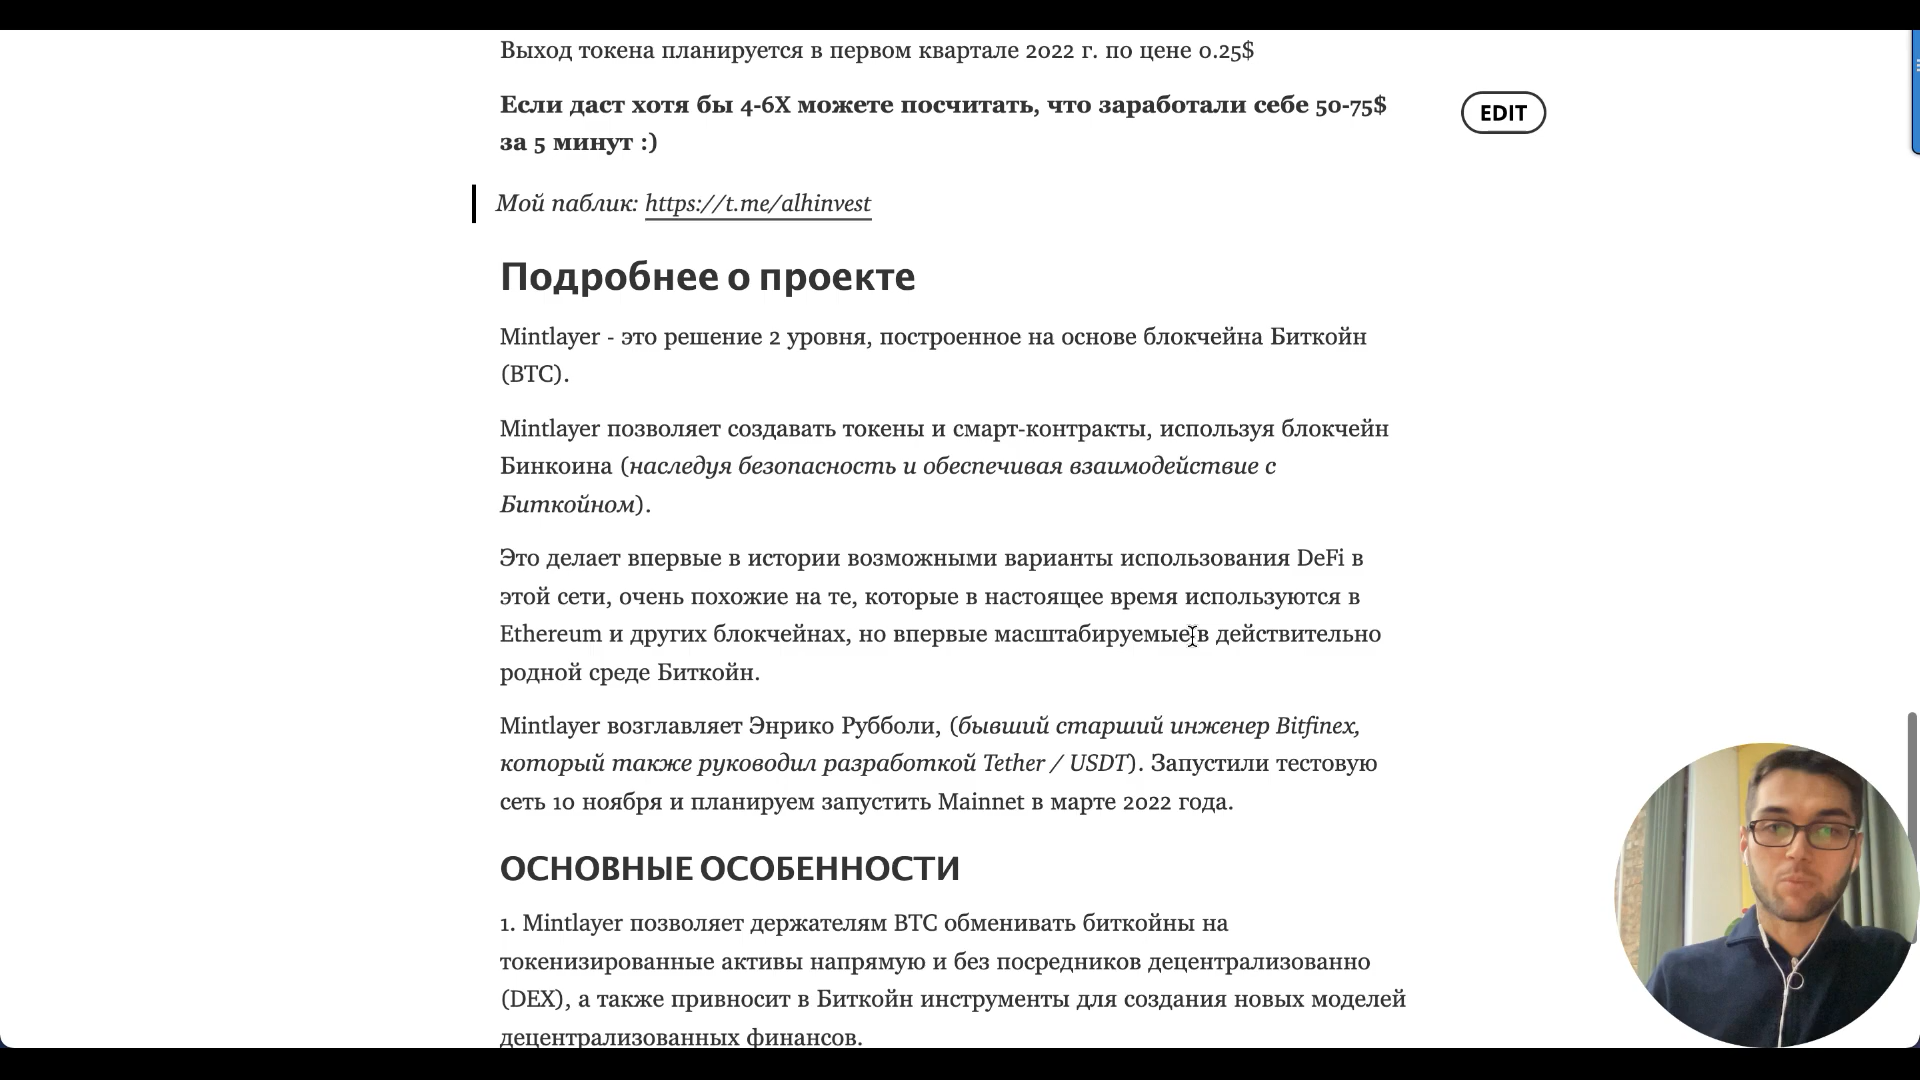 Выход токена планируется в первом квартале 2022 г. по цене 0.25$
Если даст хотя бы 4-6X можете посчитать, что заработали себе 50-75$
за 5 минут :)
EDIT
Мой паблик: https://t.me/alhinvest
Подробнее о проекте
Mintlayer - это решение 2 уровня, построенное на основе блокчейна Биткойн
(BTC).
Mintlayer позволяет создавать токены и смарт-контракты, используя блокчейн
Бинкоина (наследуя безопасность и обеспечивая взаимодействие с
Биткойном).
Это делает впервые в истории возможными варианты использования DeFi в
этой сети, очень похожие на те, которые в настоящее время используются в
Ethereum и других блокчейнах, но впервые масштабируемые в действительно
родной среде Биткойн.
Mintlayer возглавляет Энрико Рубболи, (бывший старший инженер Bitfinex,
который также руководил разработкой Tether / USDT). Запустили тестовую
сеть 10 ноября и планируем запустить Mainnet в марте 2022 года.
ОСНОВНЫЕ ОСОБЕННОСТИ
1. Mintlayer позволяет держателям BTC обменивать биткойны на
токенизированные активы напрямую и без посредников децентрализованно
(DEX), а также привносит в Биткойн инструменты для создания новых моделей
децентрализованных финансов.